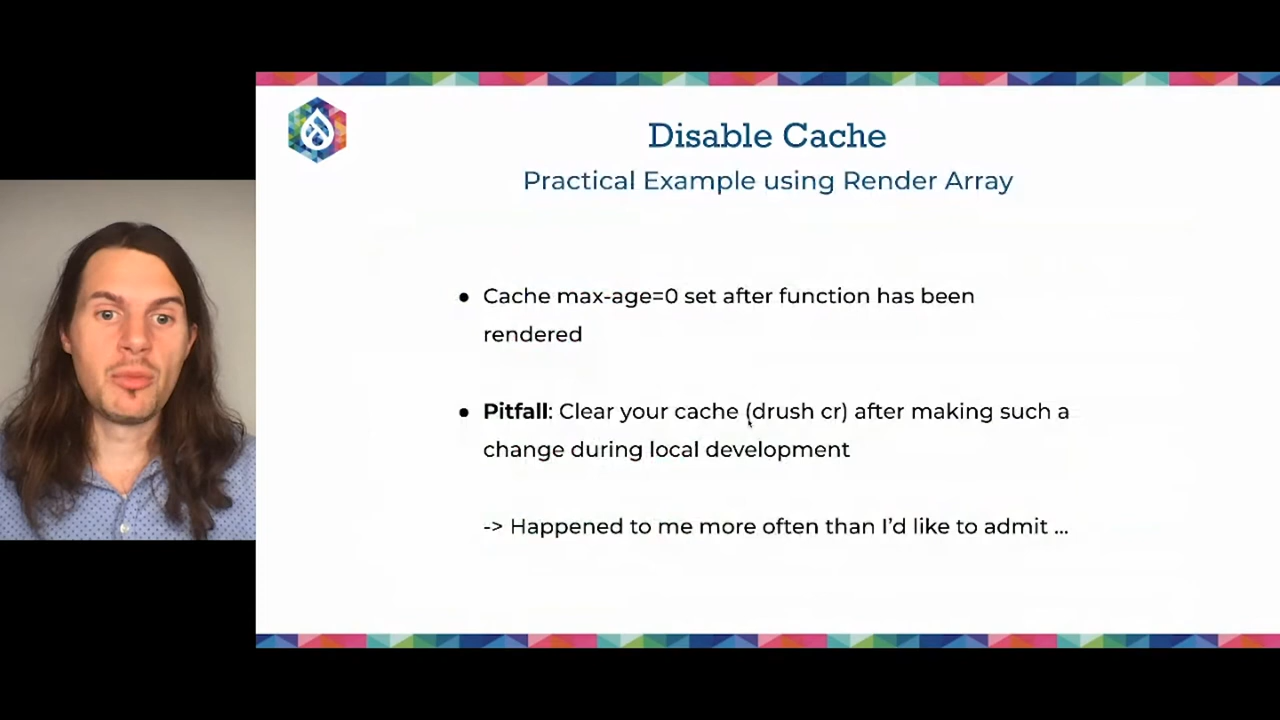 Disable Cache
Practical Example using Render Array
● Cache max-age=0 set after function has been
rendered
● Pitfall: Clear your cache (drush cr) after making such a
change during local development
-> Happened to me more often than I’d like to admit ...